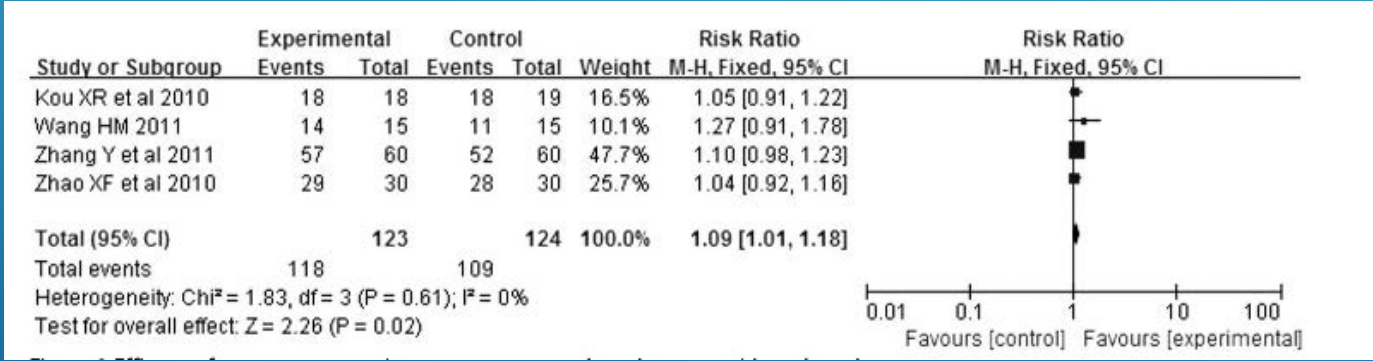 Experimental Control Risk Ratio Risk Ratio
Study or Subgroup Events Total Events Total Weight M-H, Fixed, 95% CI M-H, Fixed, 95% CI
Kou XR et al 2010 18 18 18 19 16.5% 1.05 [0.91, 1.22]
Wang HM 2011 14 15 11 15 10.1% 1.27 [0.91, 1.78]
Zhang Y et al 2011 57 60 52 60 47.7% 1.10 [0.98, 1.23]
Zhao XF et al 2010 29 30 28 30 25.7% 1.04 [0.92, 1.16]
Total (95% CI) 123 124 100.0% 1.09 [1.01, 1.18]
Total events 118 109
Heterogeneity: Chi² = 1.83, df = 3 (P = 0.61); I² = 0%
Test for overall effect: Z = 2.26 (P = 0.02)
0.01 0.1 1 10 100
Favours [control] Favours [experimental]